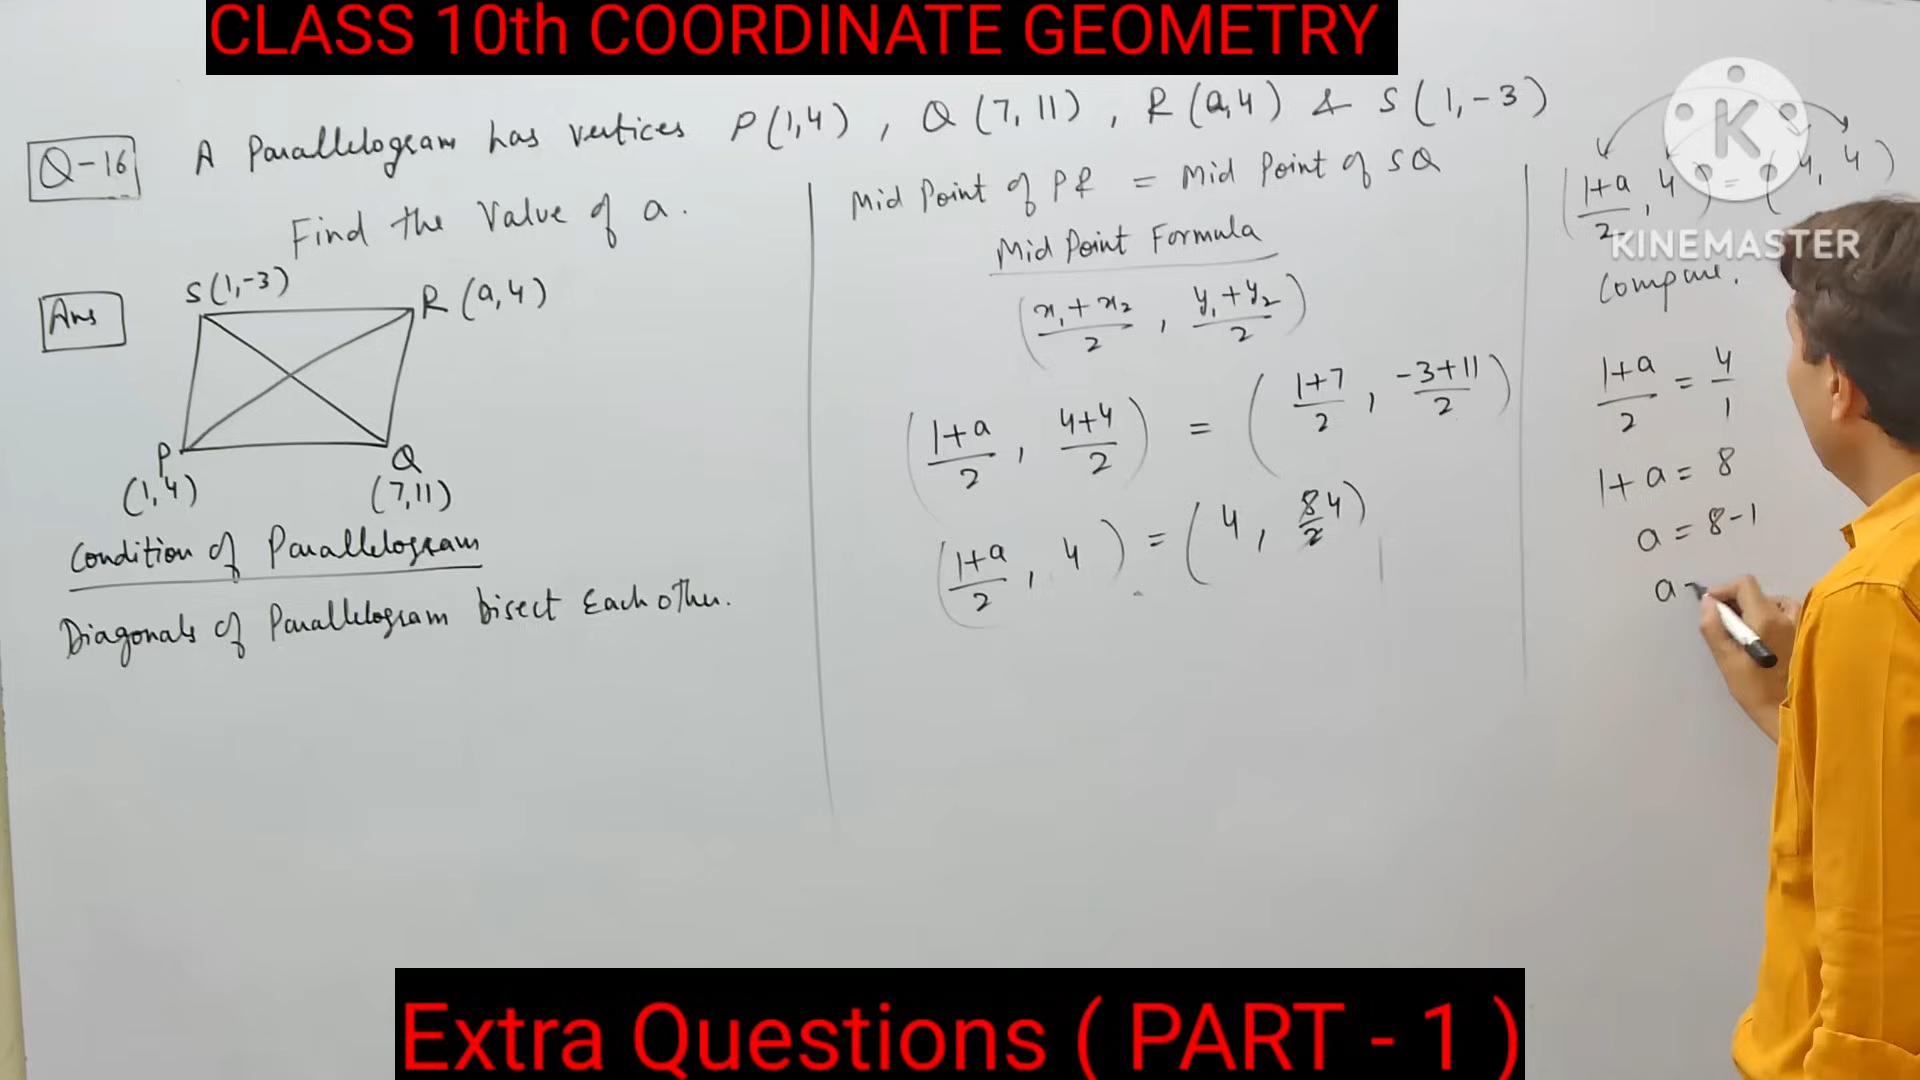 CLASS 10th COORDINATE GEOMETRY
Q-16
A Parallelogram has vertices P(1,4), Q(7,11), R(a,4) & S(1,-3)
Find the Value of a.
Ans
S(1,-3)
R(a,4)
P
(1,4)
Q
(7,11)
Condition of Parallelogram
Diagonals of Parallelogram bisect Each other.
Mid Point of PR = Mid Point of SQ
Mid Point Formula
(x₁+x₂/2, y₁+y₂/2)
(1+a/2, 4+4/2) = (1+7/2, -3+11/2)
(1+a/2, 4) = (4, 8/2 4)
(1+a/2, 4) = (4, 4)
Compare.
1+a/2 = 4/1
1+a = 8
a = 8-1
a =
K
KINEMASTER
Extra Questions ( PART - 1 )